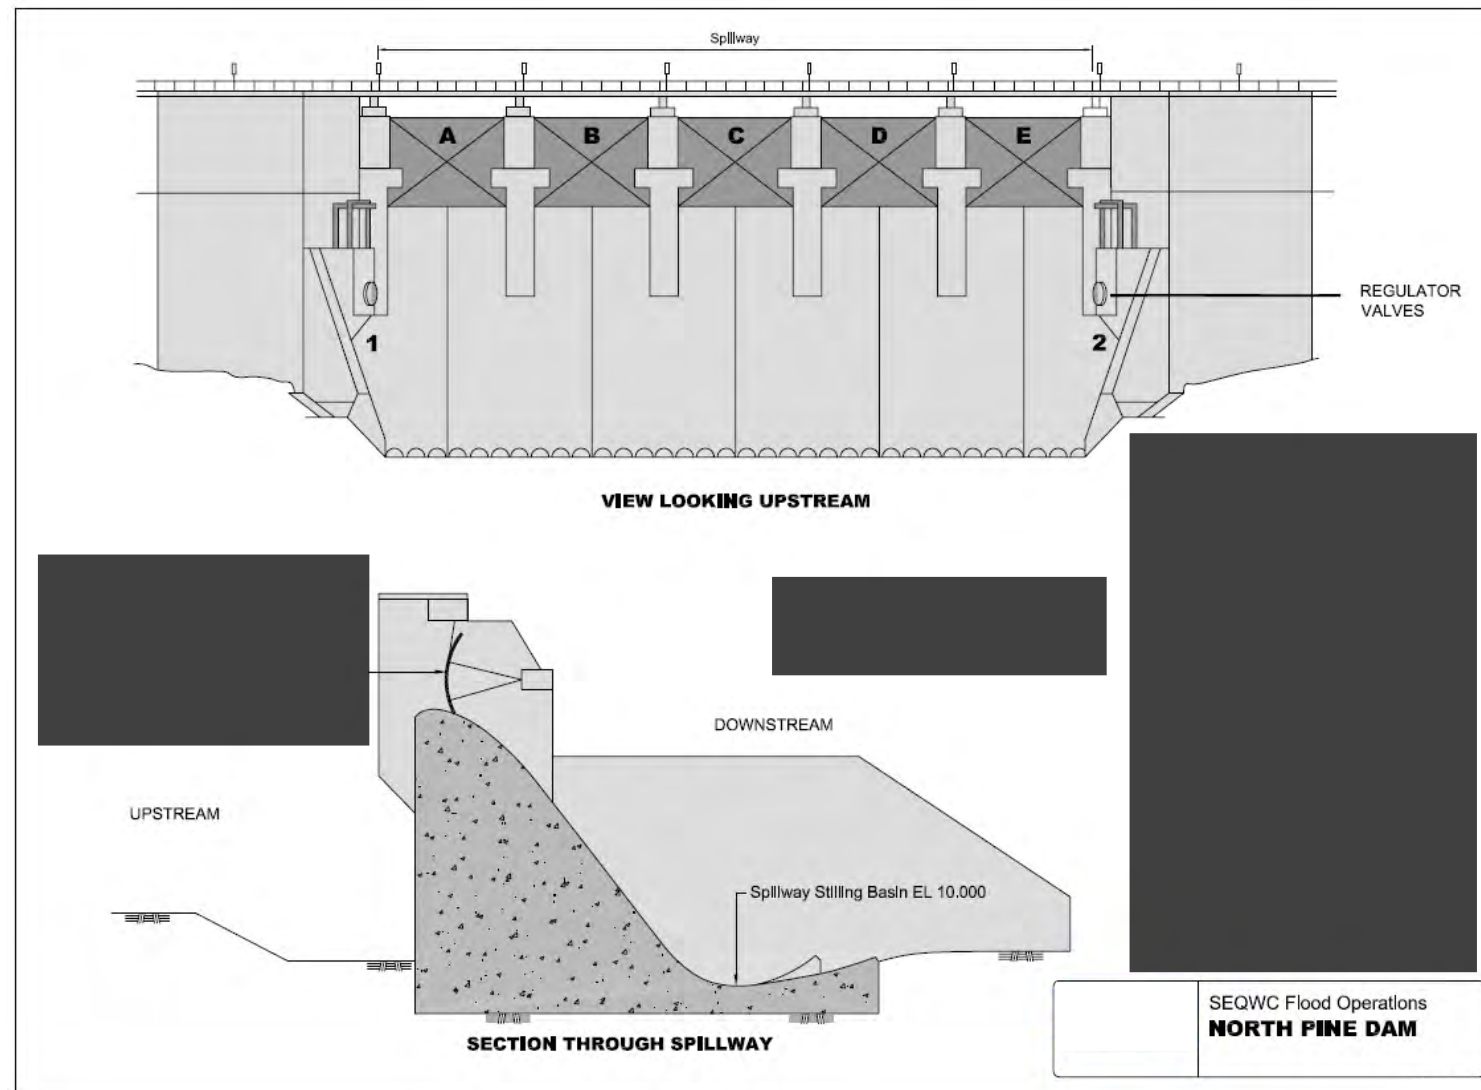 Spillway
A B C D E
REGULATOR
VALVES
1 2
VIEW LOOKING UPSTREAM
DOWNSTREAM
UPSTREAM
Spillway Stilling Basin EL 10.000
SECTION THROUGH SPILLWAY
SEQWC Flood Operations
NORTH PINE DAM